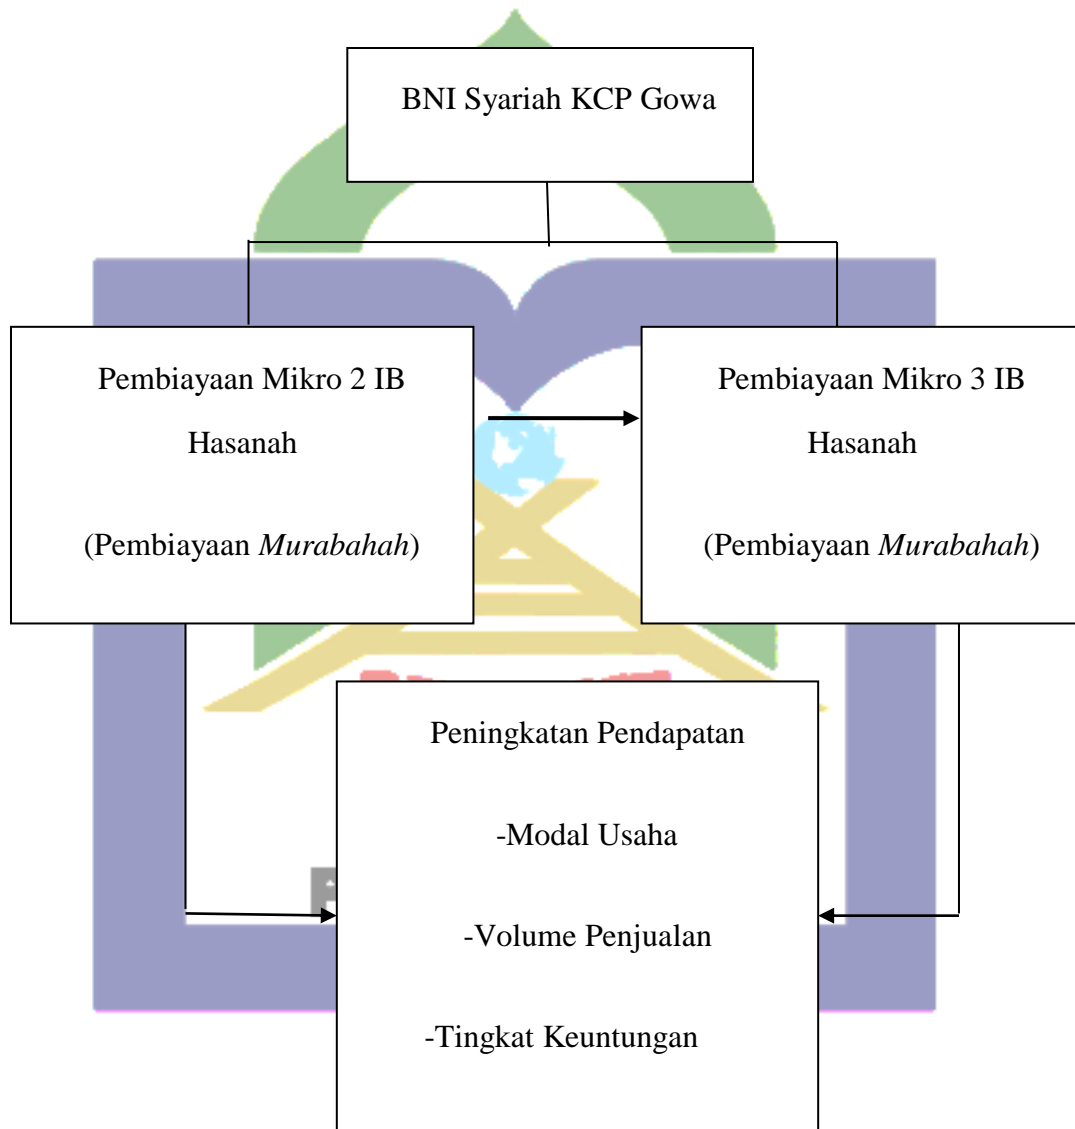 BNI Syariah KCP Gowa
Pembiayaan Mikro 2 IB
Hasanah
(Pembiayaan Murabahah)
Pembiayaan Mikro 3 IB
Hasanah
(Pembiayaan Murabahah)
Peningkatan Pendapatan
-Modal Usaha
-Volume Penjualan
-Tingkat Keuntungan